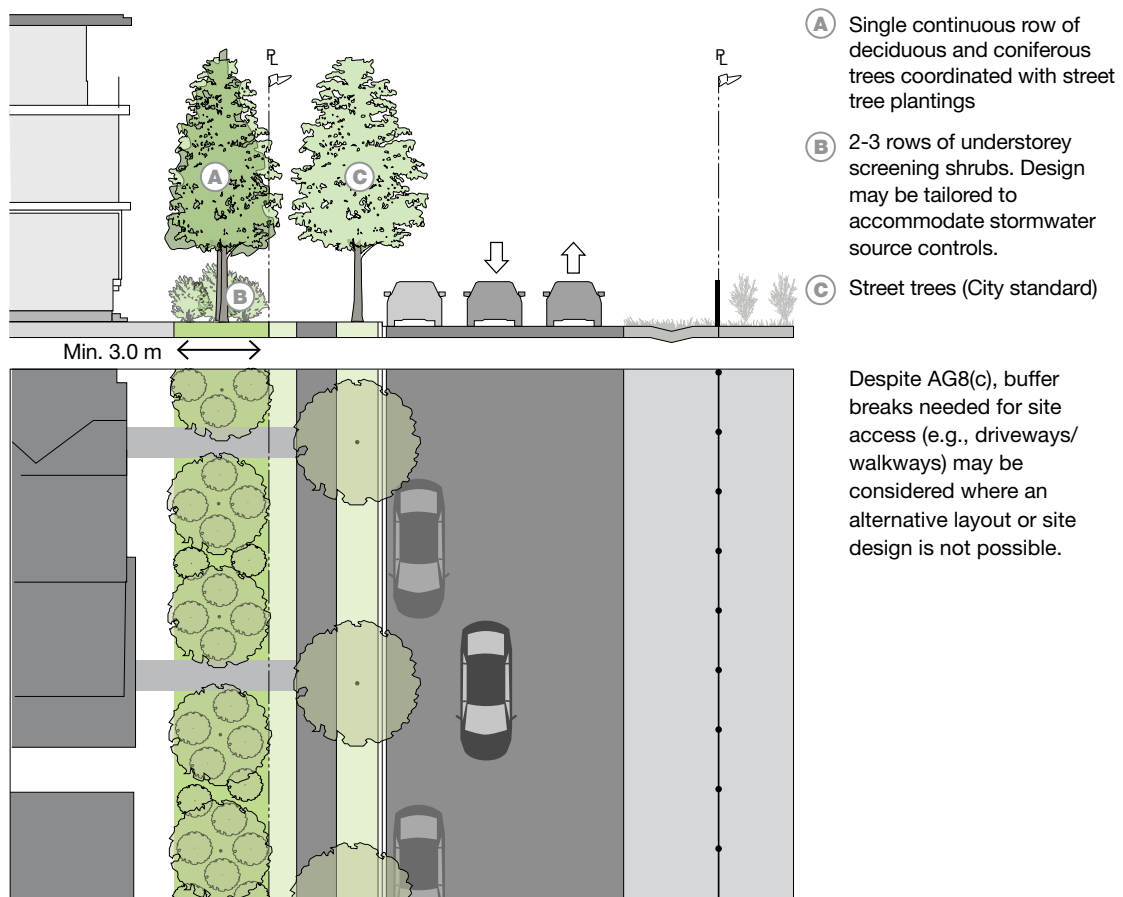 A Single continuous row of
deciduous and coniferous
trees coordinated with street
tree plantings
B 2-3 rows of understorey
screening shrubs. Design
may be tailored to
accommodate stormwater
source controls.
C Street trees (City standard)
Despite AG8(c), buffer
breaks needed for site
access (e.g., driveways/
walkways) may be
considered where an
alternative layout or site
design is not possible.
PL
PL
A
C
B
Min. 3.0 m